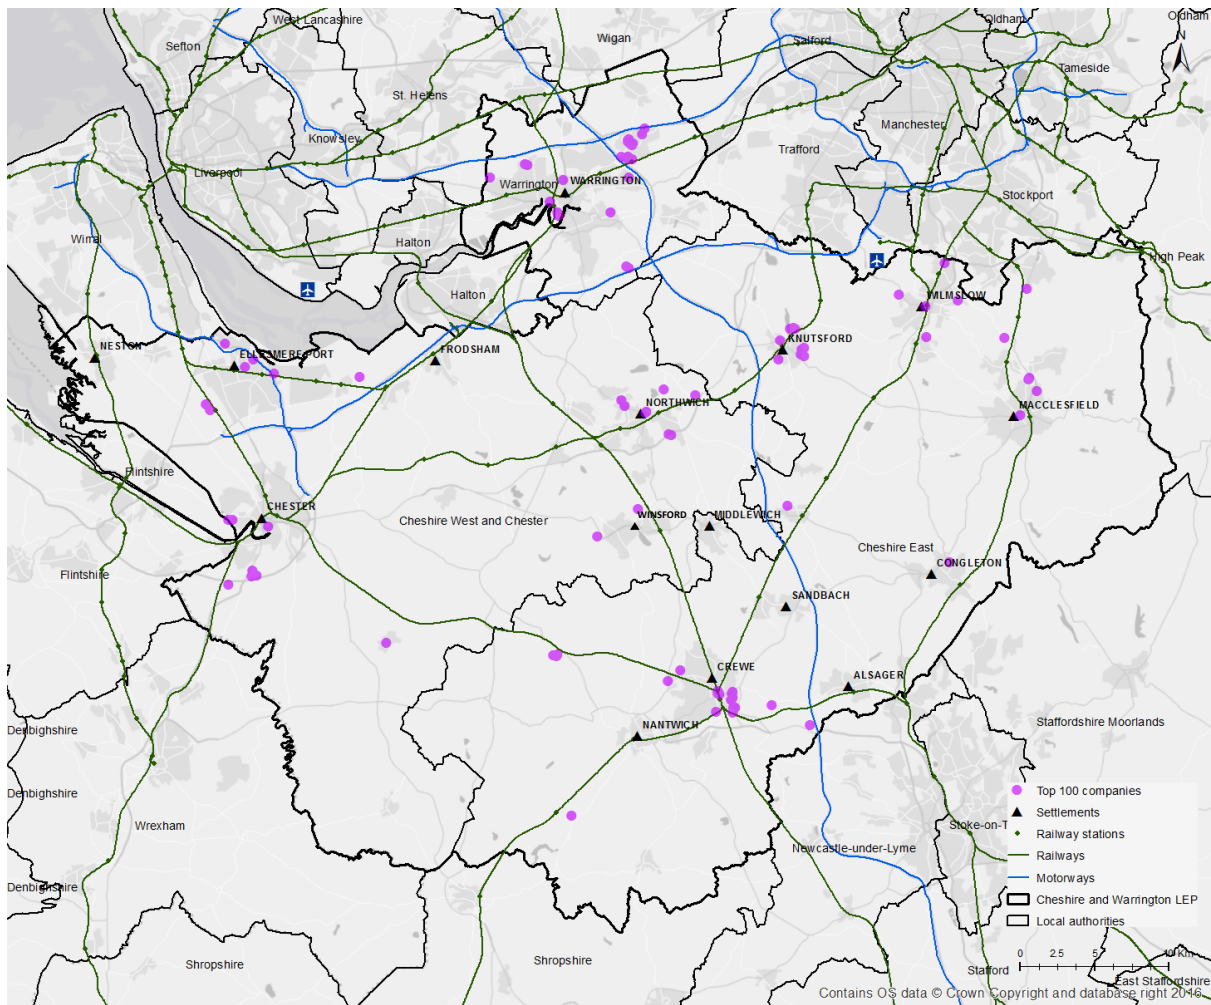 West Lancashire
Oldham
Oldham
N
Sefton
Wigan
Salford
Tameside
St. Helens
Knowsley
Manchester
Trafford
Liverpool
Warrington
WARRINGTON
Stockport
Wirral
Halton
High Peak
Halton
WILMSLOW
NESTON
ELLESMERE PORT
FRODSHAM
KNUTSFORD
NORTHWICH
MACCLESFIELD
Flintshire
CHESTER
Cheshire West and Chester
WINSFORD
MIDDLEWICH
Cheshire East
Flintshire
CONGLETON
SANDBACH
CREWE
ALSAGER
NANTWICH
Denbighshire
Staffordshire Moorlands
Denbighshire
Top 100 companies
Settlements
Wrexham
Stoke-on-T
Railway stations
Newcastle-under-Lyme
Railways
Motorways
Denbighshire
Cheshire and Warrington LEP
Local authorities
0 2.5 5 10 Km
Shropshire
Shropshire
Stafford
East Staffordshire
Contains OS data © Crown Copyright and database right 2016